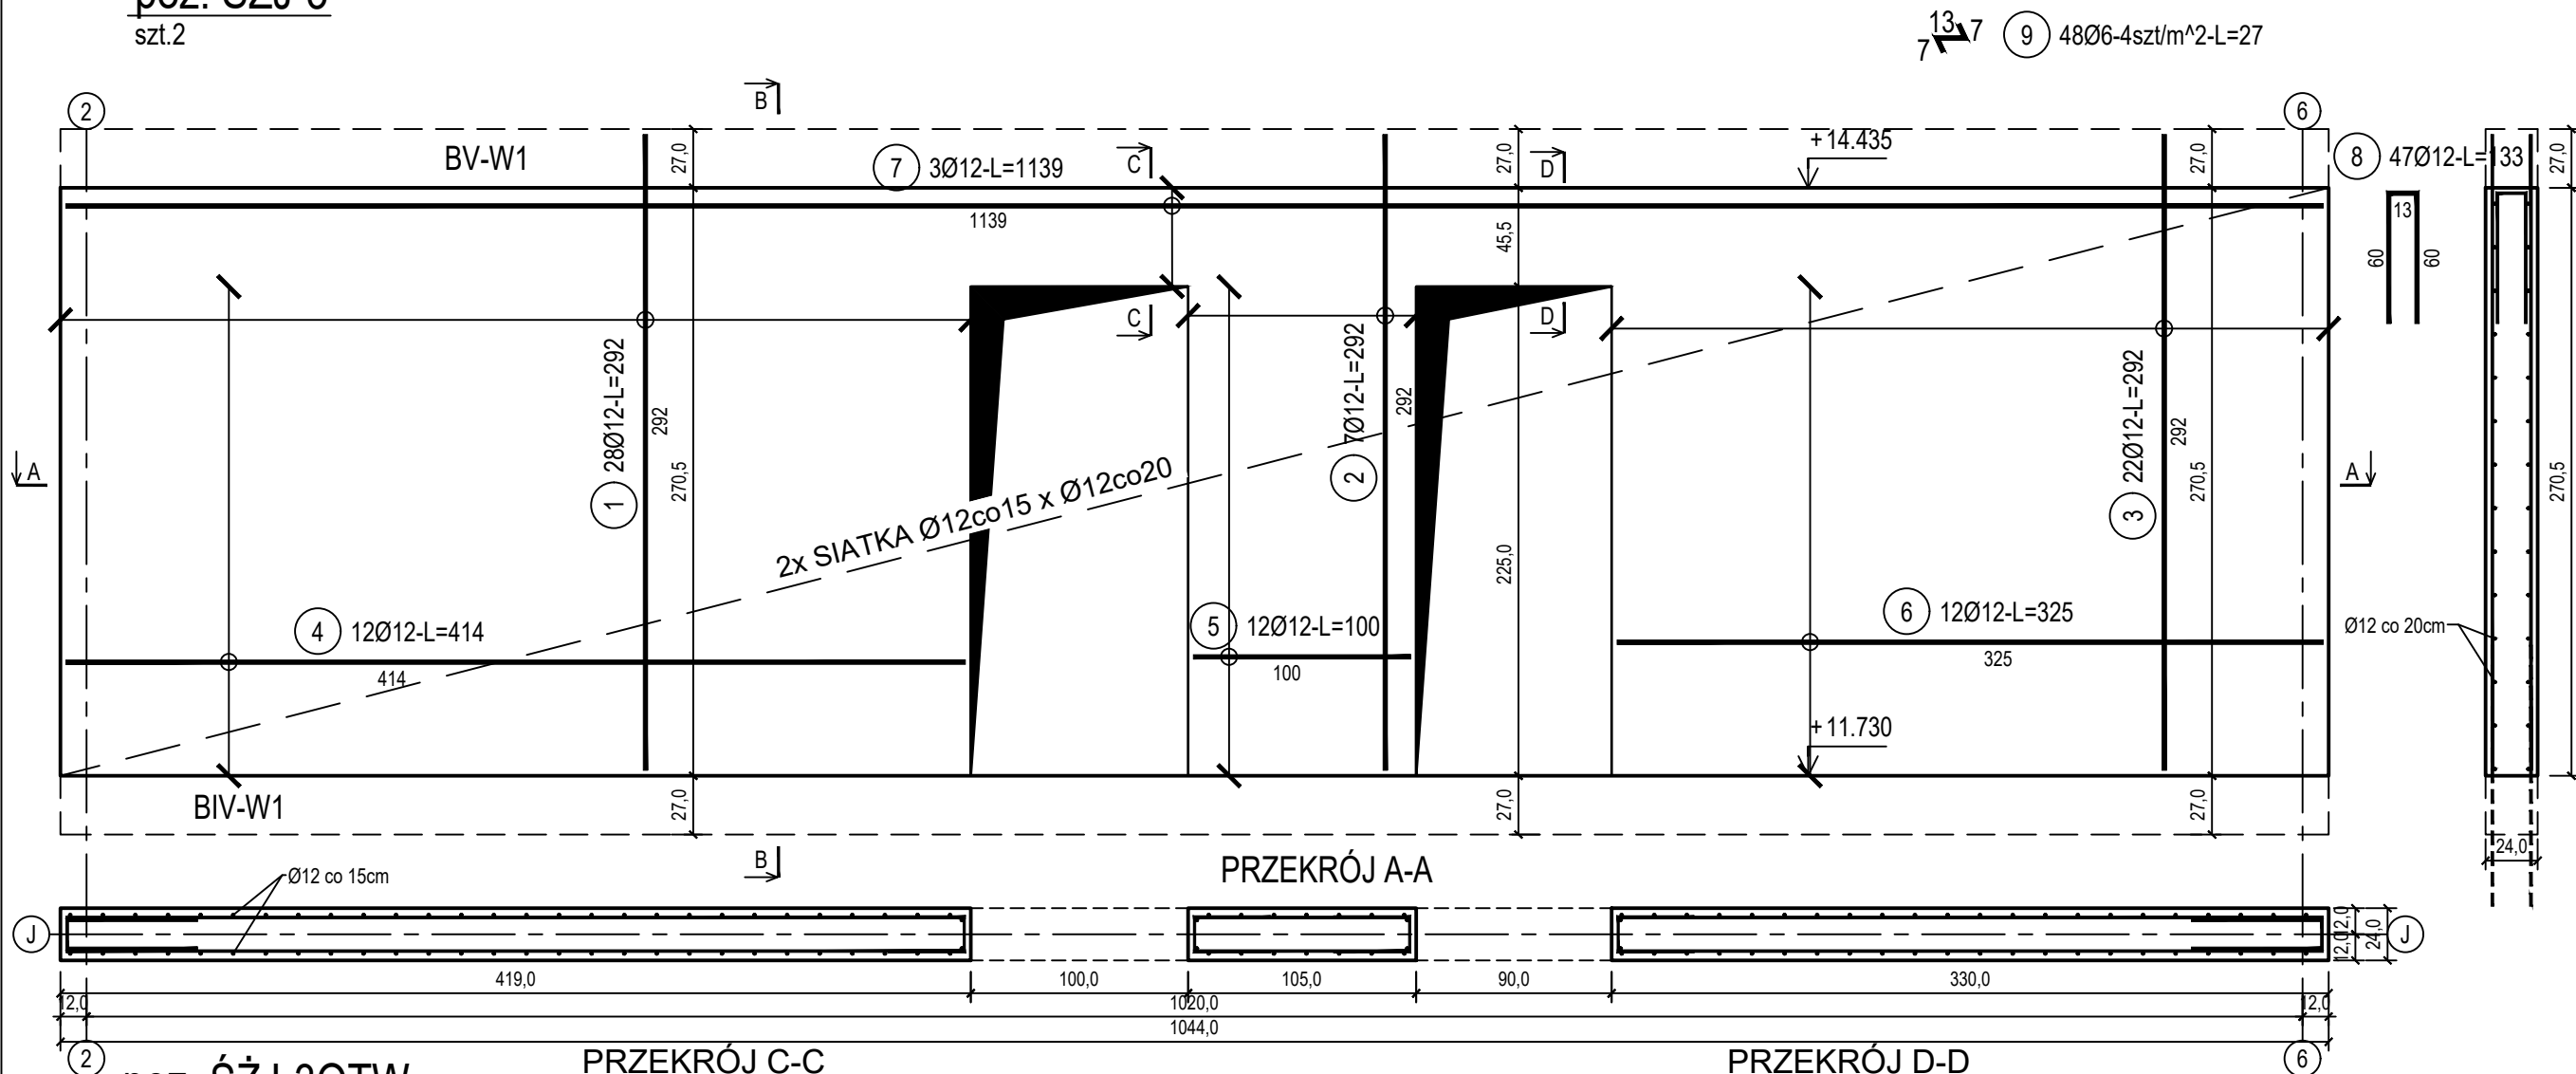 szt.2
13
7
7
9 48Ø6-4szt/m^2-L=27
2
B
6
BV-W1
27,0
7 3Ø12-L=1139
C
27,0
D
+14.435
27,0
8 47Ø12-L=133
27,0
1139
45,5
13
60
60
C
D
1 28Ø12-L=292
292
270,5
2 7Ø12-L=292
292
3 22Ø12-L=292
292
270,5
270,5
A
A
2x SIATKA Ø12co15 x Ø12co20
225,0
4 12Ø12-L=414
414
5 12Ø12-L=100
100
6 12Ø12-L=325
325
Ø12 co 20cm
+11.730
BIV-W1
27,0
27,0
27,0
24,0
B
PRZEKRÓJ A-A
Ø12 co 15cm
J
12,0
12,0
24,0
J
419,0
100,0
105,0
90,0
330,0
12,0
1020,0
12,0
1044,0
2
PRZEKRÓJ C-C
PRZEKRÓJ D-D
6